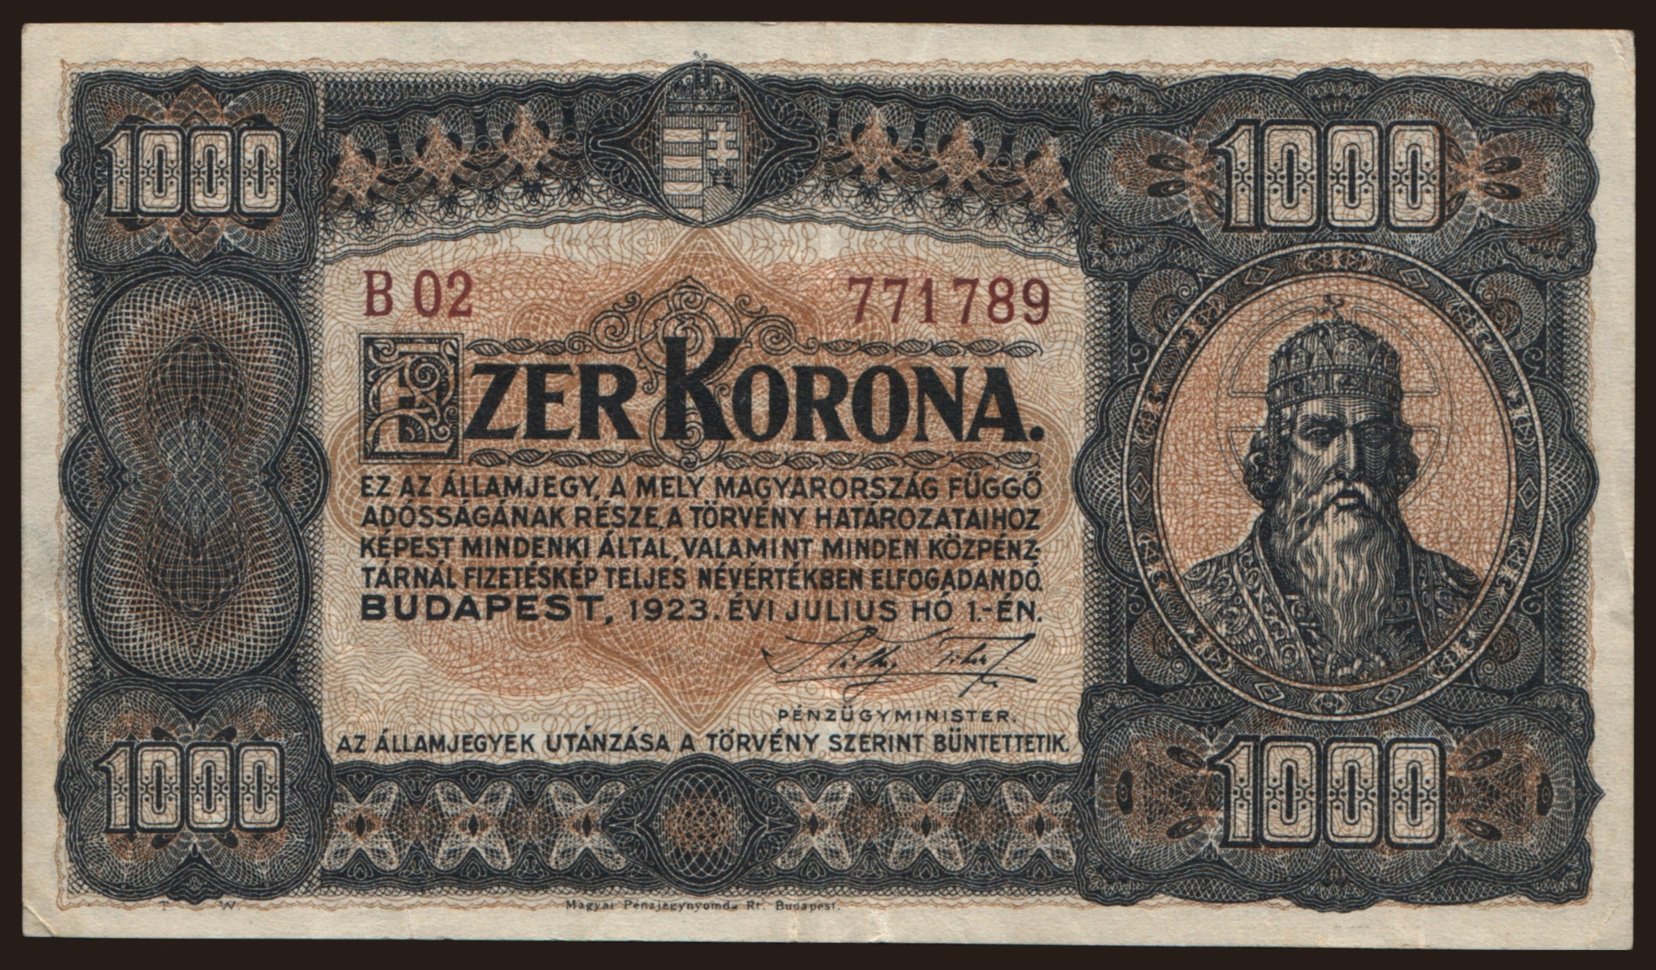 1000
1000
B 02
771789
EZER KORONA.
EZ AZ ÁLLAMJEGY, A MELY MAGYARORSZÁG FÜGGŐ
ADÓSSÁGÁNAK RÉSZE, A TÖRVÉNY HATÁROZATAIHOZ
KÉPEST MINDENKI ÁLTAL, VALAMINT MINDEN KÖZPÉNZ-
TÁRNÁL FIZETÉSKÉP TELJES NÉVÉRTÉKBEN ELFOGADANDÓ.
BUDAPEST, 1923. ÉVI JULIUS HÓ 1.-ÉN.
PÉNZÜGYMINISTER.
AZ ÁLLAMJEGYEK UTÁNZÁSA A TÖRVÉNY SZERINT BÜNTETTETIK.
1000
1000
Magyar Pénzjegynyomda Rt. Budapest.